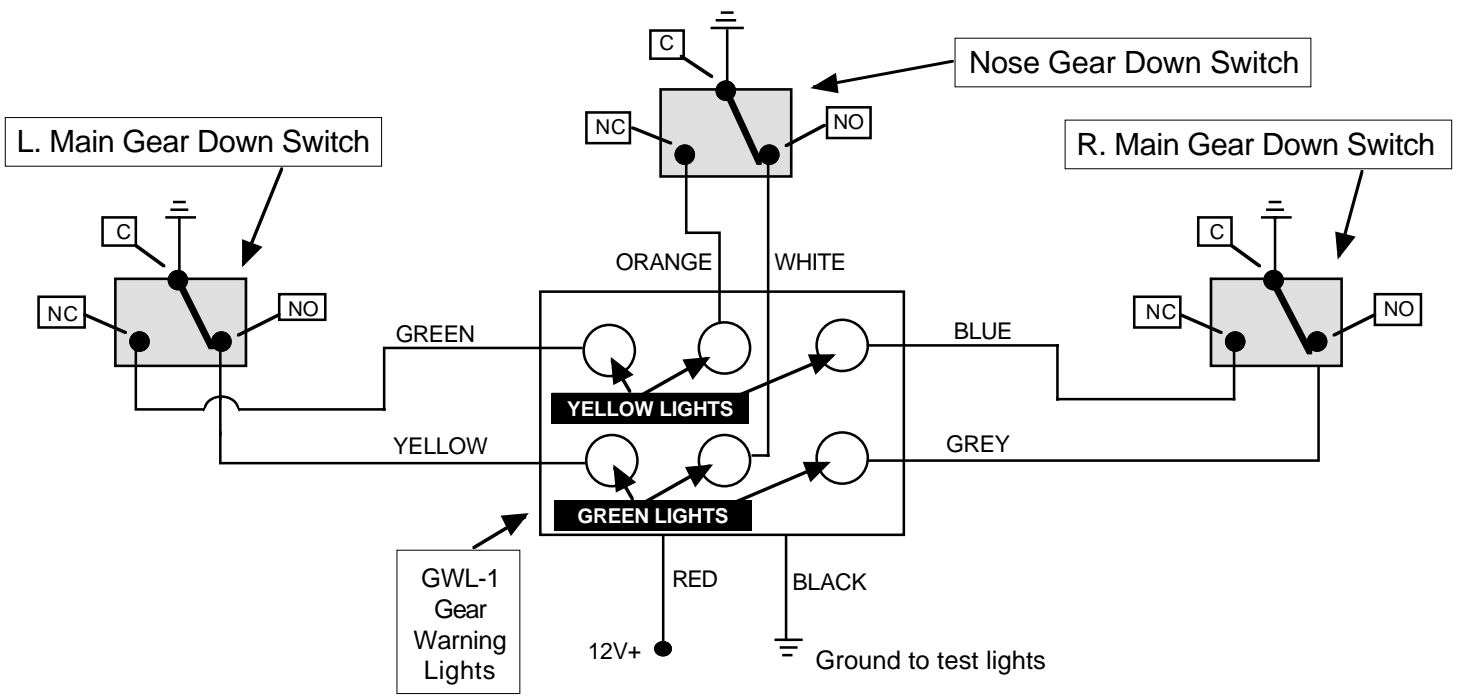 C
Nose Gear Down Switch
NC
NO
L. Main Gear Down Switch
R. Main Gear Down Switch
C
C
ORANGE
WHITE
NC
NO
NC
NO
GREEN
BLUE
YELLOW LIGHTS
YELLOW
GREY
GREEN LIGHTS
GWL-1
Gear
Warning
Lights
RED
BLACK
12V+
Ground to test lights